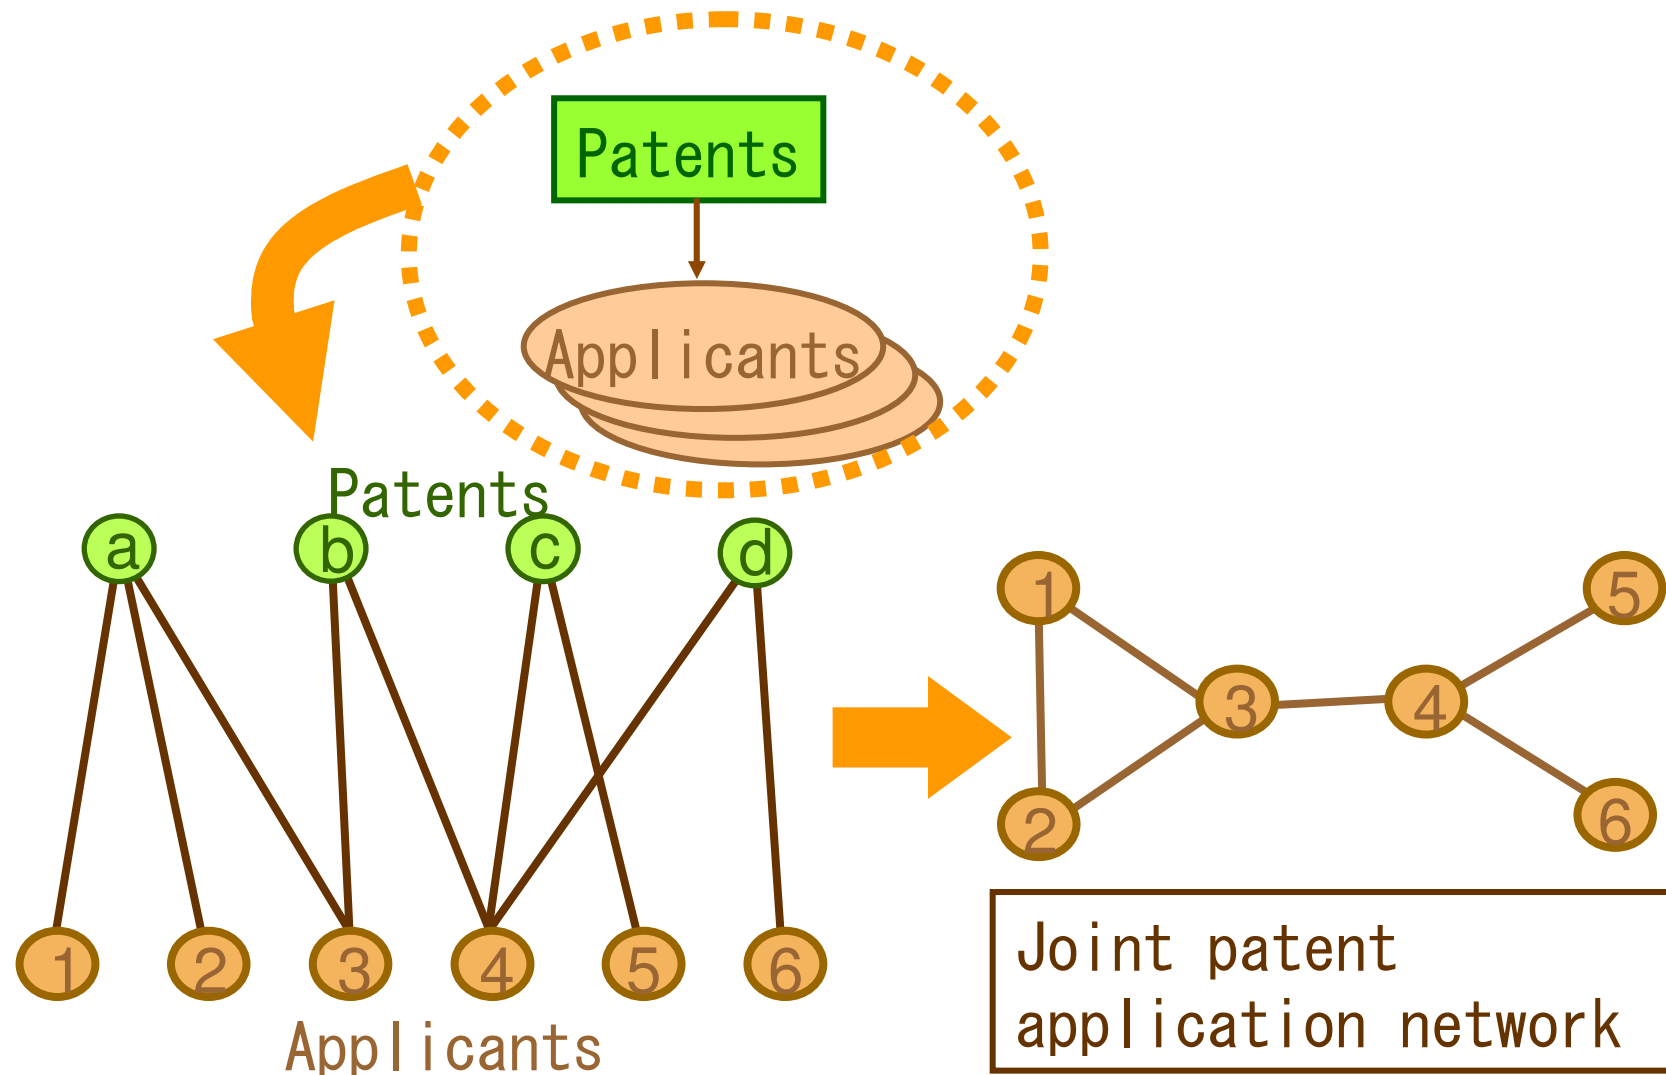 Patents
Applicants
Patents
a b c d
1 2 3 4 5 6
Applicants
1 5
3 4
2 6
Joint patent
application network